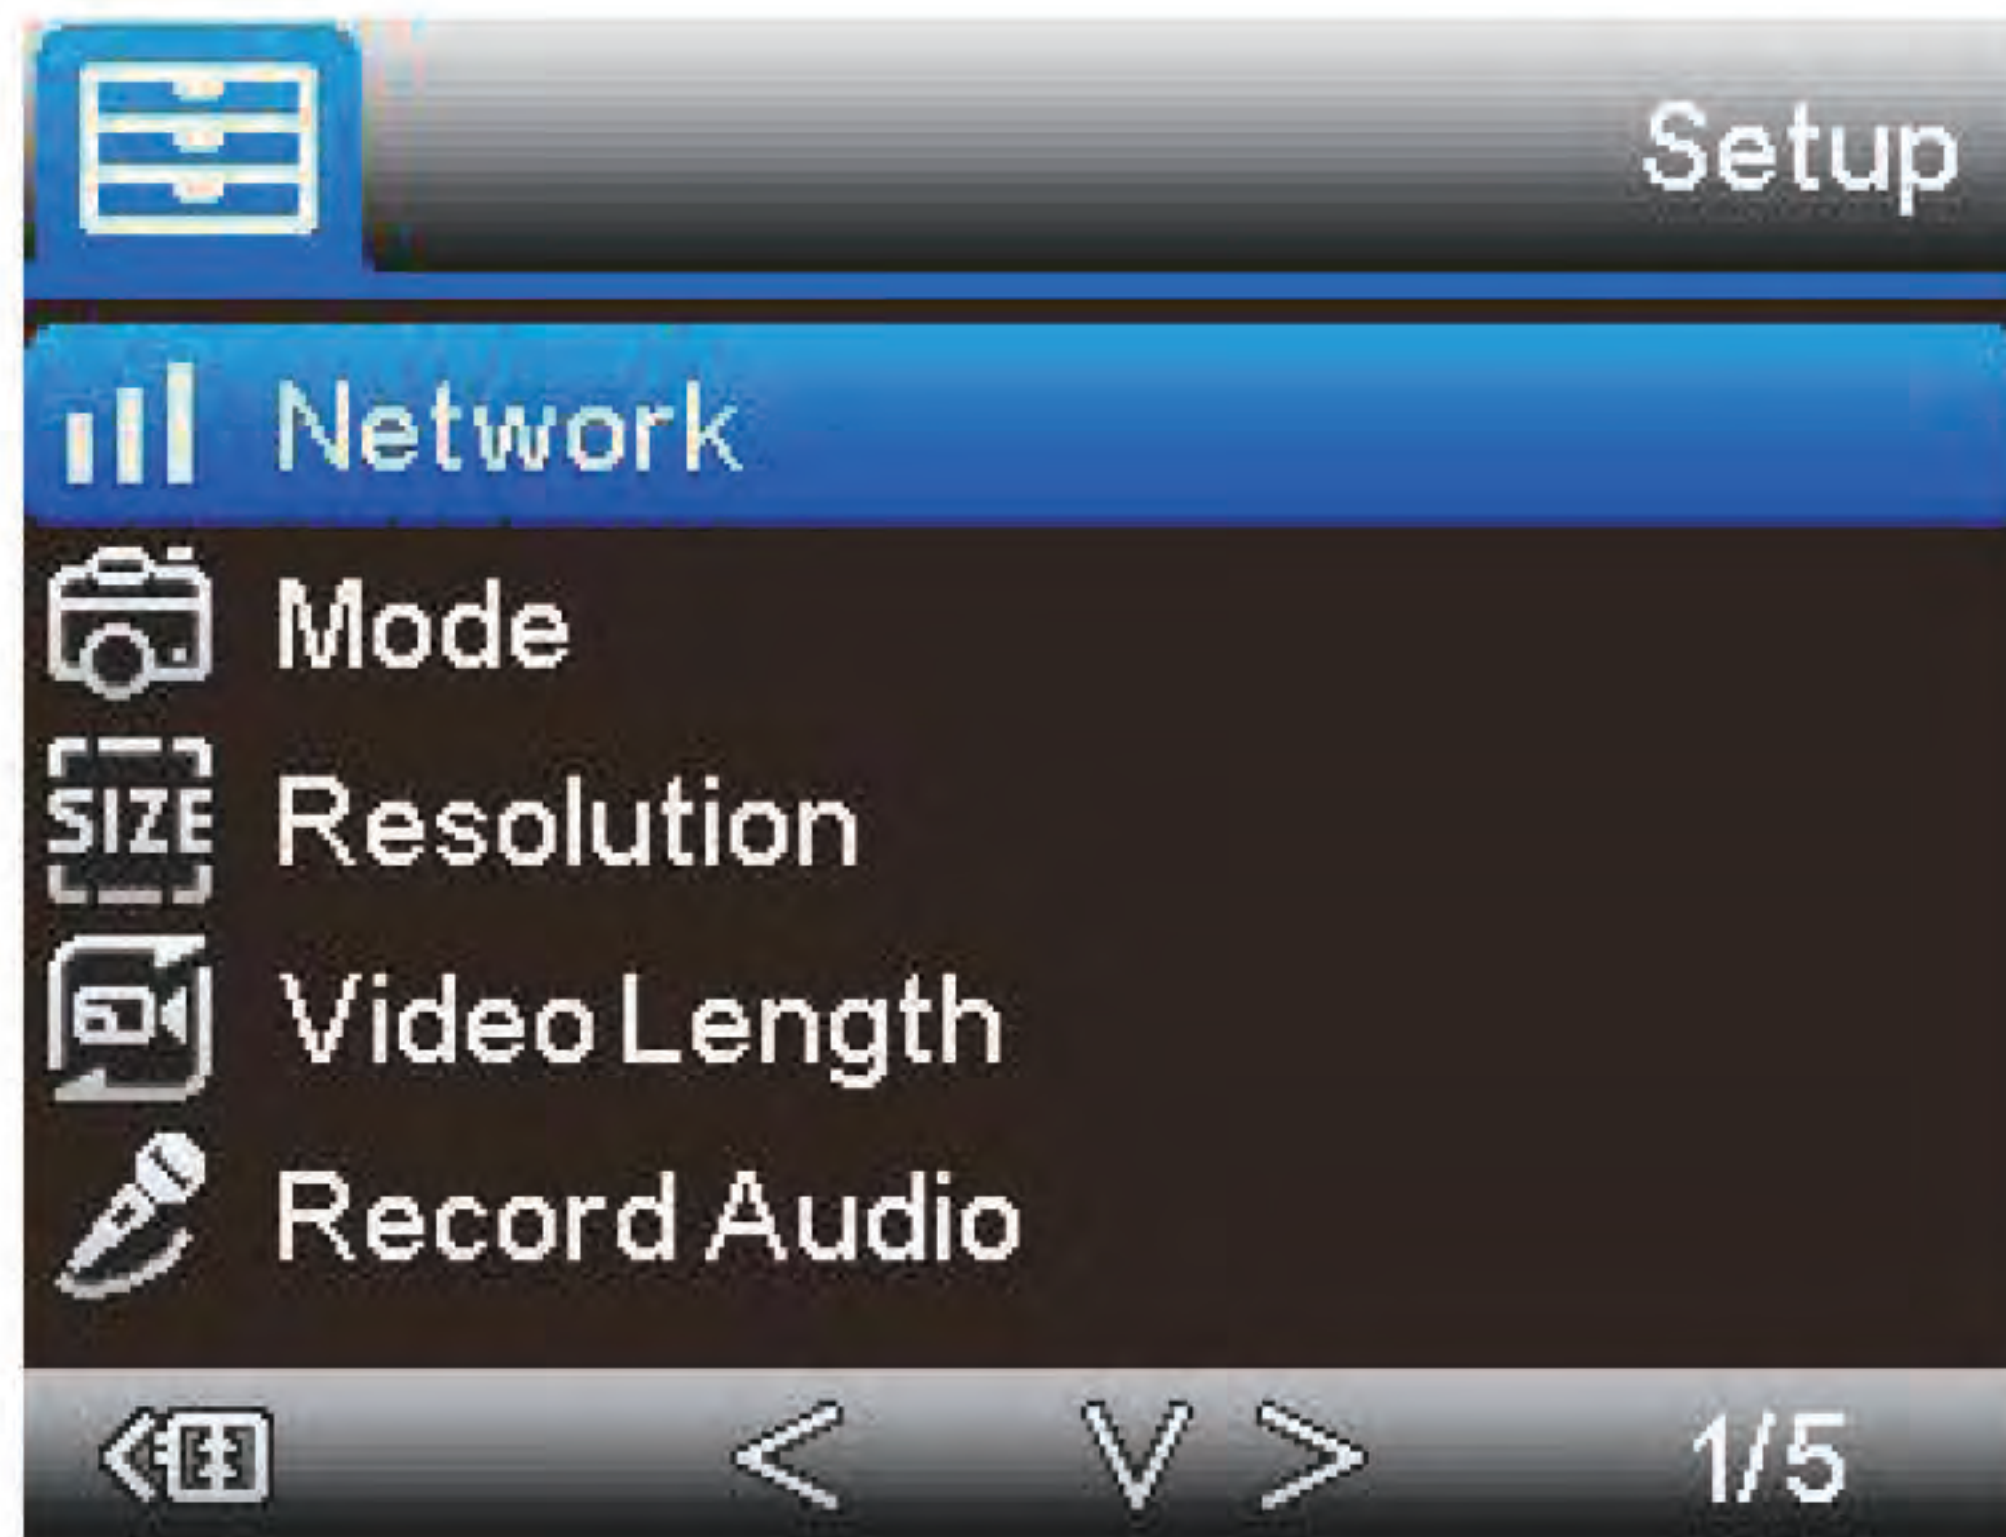 Setup
Network
Mode
SIZE
Resolution
Video Length
Record Audio
1/5